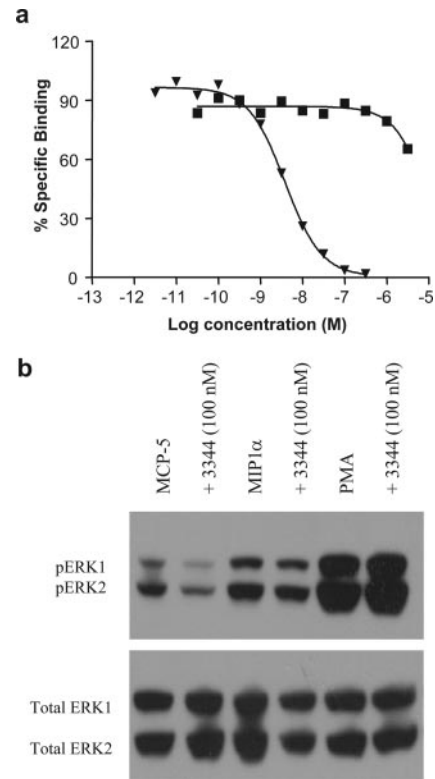 a
120
90
60
30
0
% Specific Binding
-13 -12 -11 -10 -9 -8 -7 -6 -5
Log concentration (M)
b
MCP-5
+ 3344 (100 nM)
MIP1α
+ 3344 (100 nM)
PMA
+ 3344 (100 nM)
pERK1
pERK2
Total ERK1
Total ERK2